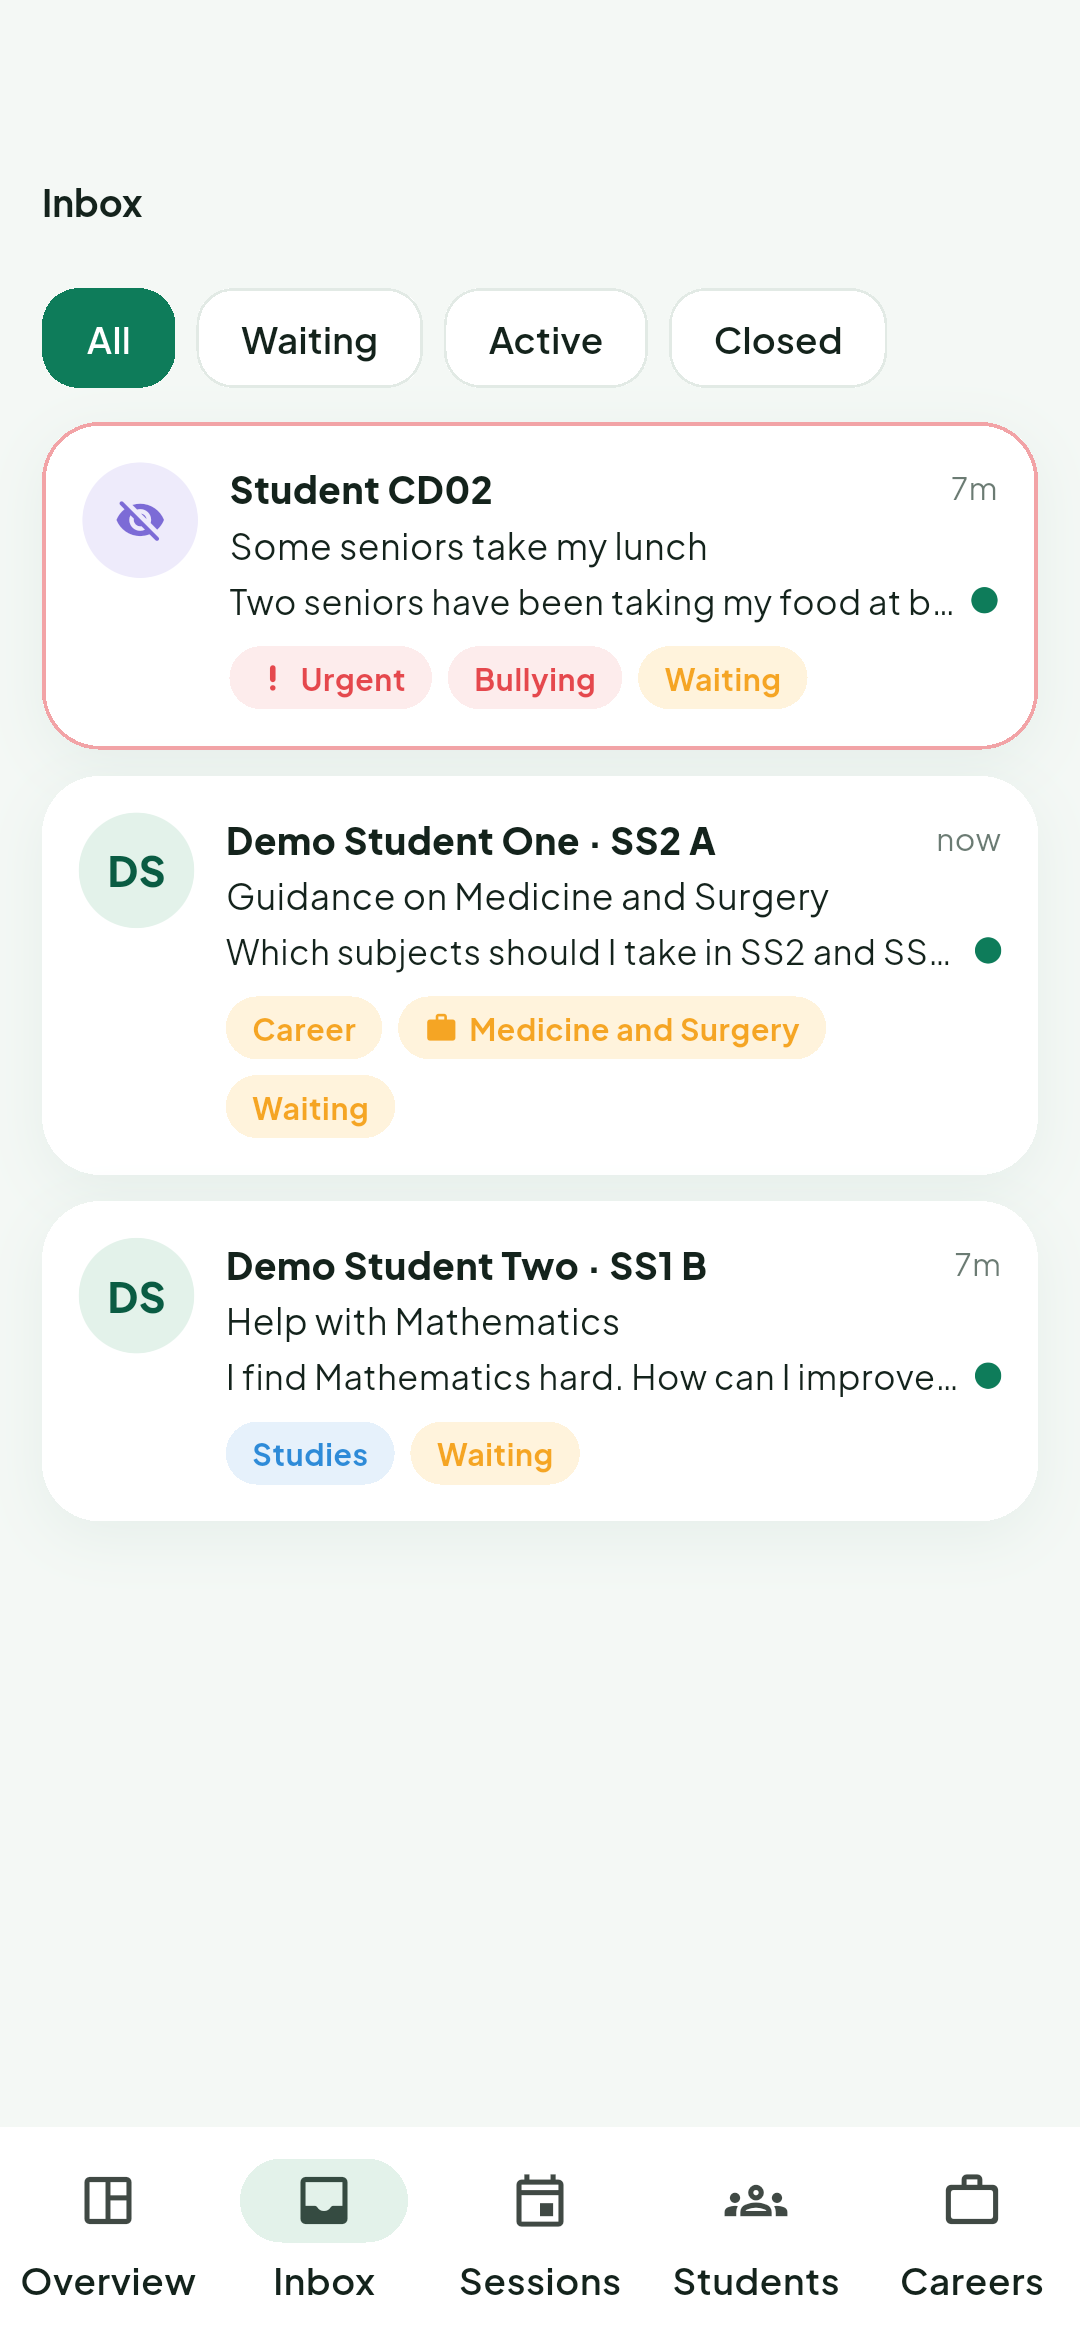 Inbox
All
Waiting
Active
Closed
Student CD02
7m
Some seniors take my lunch
Two seniors have been taking my food at b...
! Urgent
Bullying
Waiting
DS
Demo Student One · SS2 A
now
Guidance on Medicine and Surgery
Which subjects should I take in SS2 and SS...
Career
Medicine and Surgery
Waiting
DS
Demo Student Two · SS1 B
7m
Help with Mathematics
I find Mathematics hard. How can I improve...
Studies
Waiting
Overview
Inbox
Sessions
Students
Careers